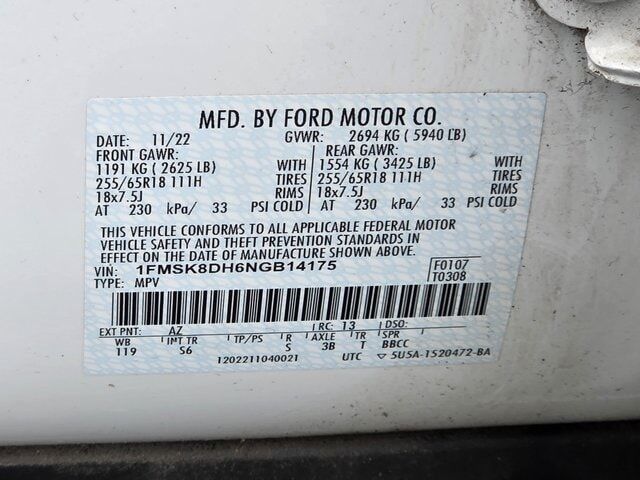 MFD. BY FORD MOTOR CO.
DATE: 11/22 GVWR: 2694 KG ( 5940 LB)
FRONT GAWR: REAR GAWR:
1191 KG ( 2625 LB) WITH 1554 KG ( 3425 LB) WITH
255/65R18 111H TIRES 255/65R18 111H TIRES
18x7.5J RIMS 18x7.5J RIMS
AT 230 kPa/ 33 PSI COLD AT 230 kPa/ 33 PSI COLD
THIS VEHICLE CONFORMS TO ALL APPLICABLE FEDERAL MOTOR
VEHICLE SAFETY AND THEFT PREVENTION STANDARDS IN
EFFECT ON THE DATE OF MANUFACTURE SHOWN ABOVE.
VIN: 1FMSK8DH6NGB14175 F0107
TYPE: MPV T0308
EXT PNT: AZ RC: 13 DSO:
WB INT TR TP/PS R AXLE TR SPR
119 S6 S 3B T BBCC
1202211040021 UTC ▽ 5U5A-1520472-BA